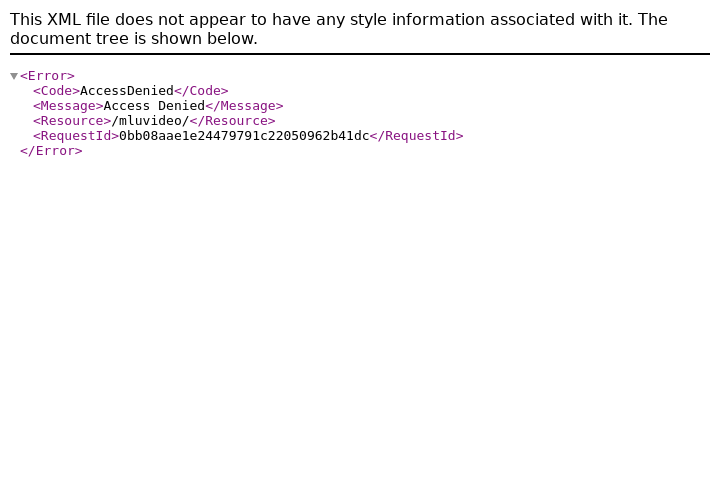 This XML file does not appear to have any style information associated with it. The
document tree is shown below.
<Error>
<Code>AccessDenied</Code>
<Message>Access Denied</Message>
<Resource>/mluvideo/</Resource>
<RequestId>0bb08aae1e24479791c22050962b41dc</RequestId>
</Error>